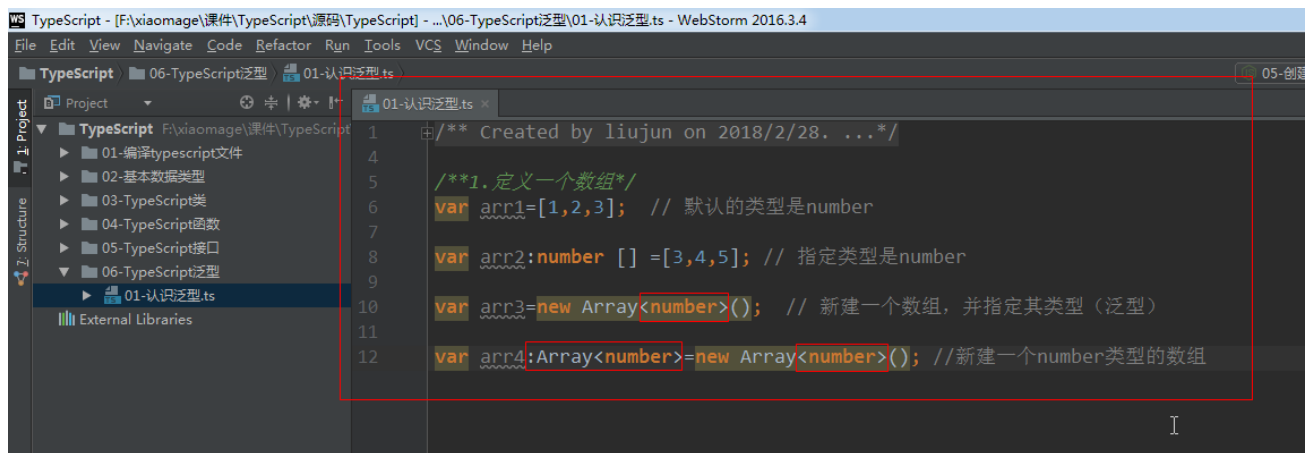 WS TypeScript - [F:\xiaomage\课件\TypeScript\源码\TypeScript] - ...\06-TypeScript泛型\01-认识泛型.ts - WebStorm 2016.3.4
File Edit View Navigate Code Refactor Run Tools VCS Window Help
TypeScript 06-TypeScript泛型 01-认识泛型.ts 05-创建
Project 01-认识泛型.ts
1: Project
7: Structure
TypeScript F:\xiaomage\课件\TypeScript
01-编译typescript文件
02-基本数据类型
03-TypeScript类
04-TypeScript函数
05-TypeScript接口
06-TypeScript泛型
01-认识泛型.ts
External Libraries
1 /** Created by liujun on 2018/2/28. ...*/
4
5 /**1.定义一个数组*/
6 var arr1=[1,2,3]; // 默认的类型是number
7
8 var arr2:number [] =[3,4,5]; // 指定类型是number
9
10 var arr3=new Array<number>(); // 新建一个数组，并指定其类型（泛型）
11
12 var arr4:Array<number>=new Array<number>(); //新建一个number类型的数组